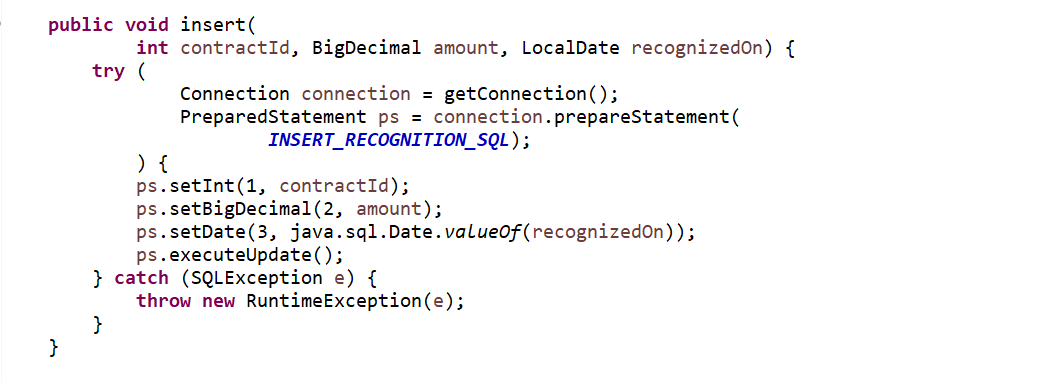 public void insert(
        int contractId, BigDecimal amount, LocalDate recognizedOn) {
    try (
            Connection connection = getConnection();
            PreparedStatement ps = connection.prepareStatement(
                    INSERT_RECOGNITION_SQL);
        ) {
        ps.setInt(1, contractId);
        ps.setBigDecimal(2, amount);
        ps.setDate(3, java.sql.Date.valueOf(recognizedOn));
        ps.executeUpdate();
    } catch (SQLException e) {
        throw new RuntimeException(e);
    }
}